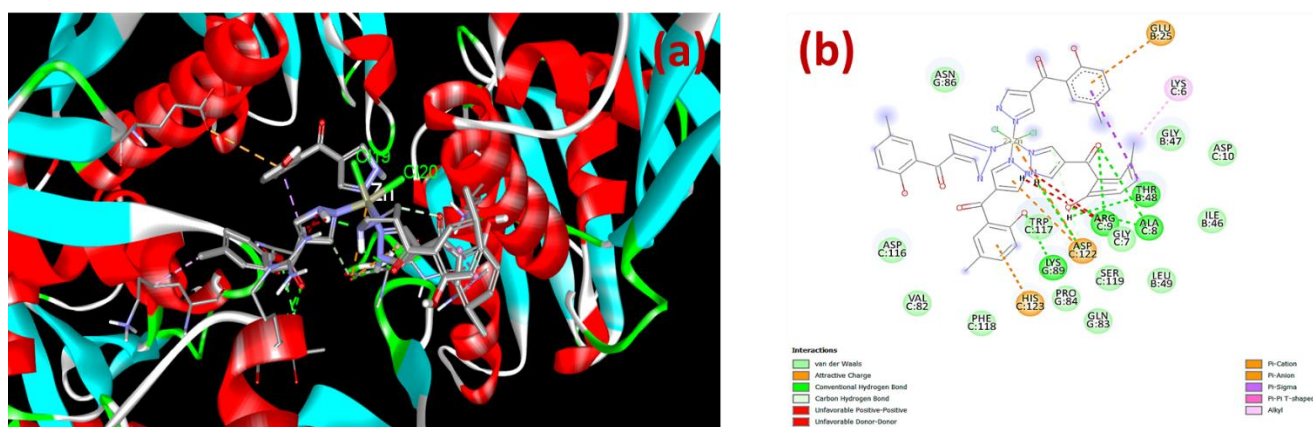 (a)
Cl19
Cl20
Zn
(b)
GLU
B:25
ASN
G:86
LYS
C:6
GLY
B:47
ASP
C:10
THR
B:48
ARG
C:9
ALA
C:8
GLY
C:7
ILE
B:46
TRP
C:117
ASP
C:122
ASP
C:116
LYS
G:89
SER
C:119
LEU
B:49
VAL
C:82
HIS
C:123
PRO
G:84
PHE
C:118
GLN
G:83
Interactions
van der Waals
Attractive Charge
Conventional Hydrogen Bond
Carbon Hydrogen Bond
Unfavorable Positive-Positive
Unfavorable Donor-Donor
Pi-Cation
Pi-Anion
Pi-Sigma
Pi-Pi T-shaped
Alkyl